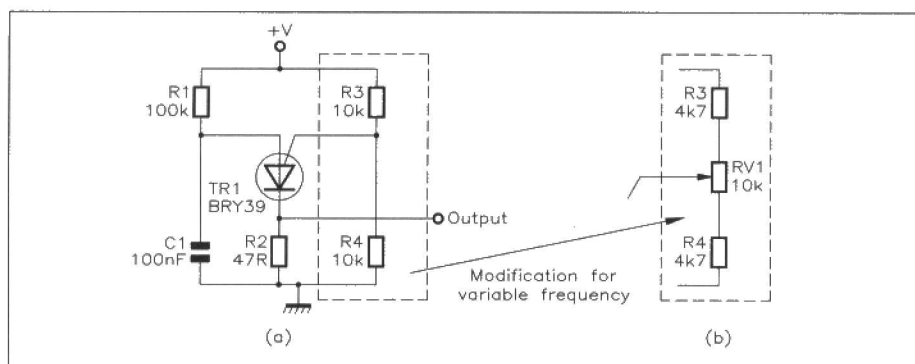 +V
R1
100k
R3
10k
TR1
BRY39
Output
C1
100nF
R2
47R
R4
10k
(a)
Modification for
variable frequency
R3
4k7
RV1
10k
R4
4k7
(b)